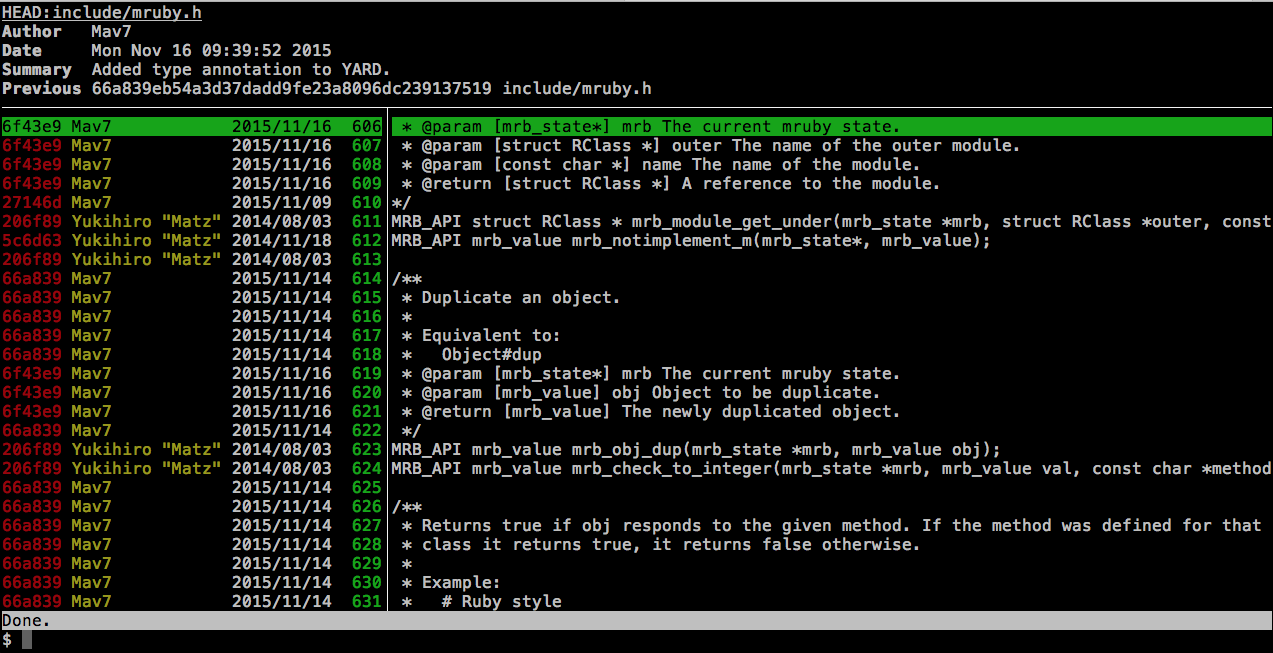 HEAD:include/mruby.h
Author   Mav7
Date     Mon Nov 16 09:39:52 2015
Summary  Added type annotation to YARD.
Previous 66a839eb54a3d37dadd9fe23a8096dc239137519 include/mruby.h
6f43e9 Mav7            2015/11/16  606  * @param [mrb_state*] mrb The current mruby state.
6f43e9 Mav7            2015/11/16  607  * @param [struct RClass *] outer The name of the outer module.
6f43e9 Mav7            2015/11/16  608  * @param [const char *] name The name of the module.
6f43e9 Mav7            2015/11/16  609  * @return [struct RClass *] A reference to the module.
27146d Mav7            2015/11/09  610 */
206f89 Yukihiro "Matz" 2014/08/03  611 MRB_API struct RClass * mrb_module_get_under(mrb_state *mrb, struct RClass *outer, const
5c6d63 Yukihiro "Matz" 2014/11/18  612 MRB_API mrb_value mrb_notimplement_m(mrb_state*, mrb_value);
206f89 Yukihiro "Matz" 2014/08/03  613
66a839 Mav7            2015/11/14  614 /**
66a839 Mav7            2015/11/14  615  * Duplicate an object.
66a839 Mav7            2015/11/14  616  *
66a839 Mav7            2015/11/14  617  * Equivalent to:
66a839 Mav7            2015/11/14  618  *   Object#dup
6f43e9 Mav7            2015/11/16  619  * @param [mrb_state*] mrb The current mruby state.
6f43e9 Mav7            2015/11/16  620  * @param [mrb_value] obj Object to be duplicate.
6f43e9 Mav7            2015/11/16  621  * @return [mrb_value] The newly duplicated object.
66a839 Mav7            2015/11/14  622  */
206f89 Yukihiro "Matz" 2014/08/03  623 MRB_API mrb_value mrb_obj_dup(mrb_state *mrb, mrb_value obj);
206f89 Yukihiro "Matz" 2014/08/03  624 MRB_API mrb_value mrb_check_to_integer(mrb_state *mrb, mrb_value val, const char *method
66a839 Mav7            2015/11/14  625
66a839 Mav7            2015/11/14  626 /**
66a839 Mav7            2015/11/14  627  * Returns true if obj responds to the given method. If the method was defined for that
66a839 Mav7            2015/11/14  628  * class it returns true, it returns false otherwise.
66a839 Mav7            2015/11/14  629  *
66a839 Mav7            2015/11/14  630  * Example:
66a839 Mav7            2015/11/14  631  *   # Ruby style
Done.
$